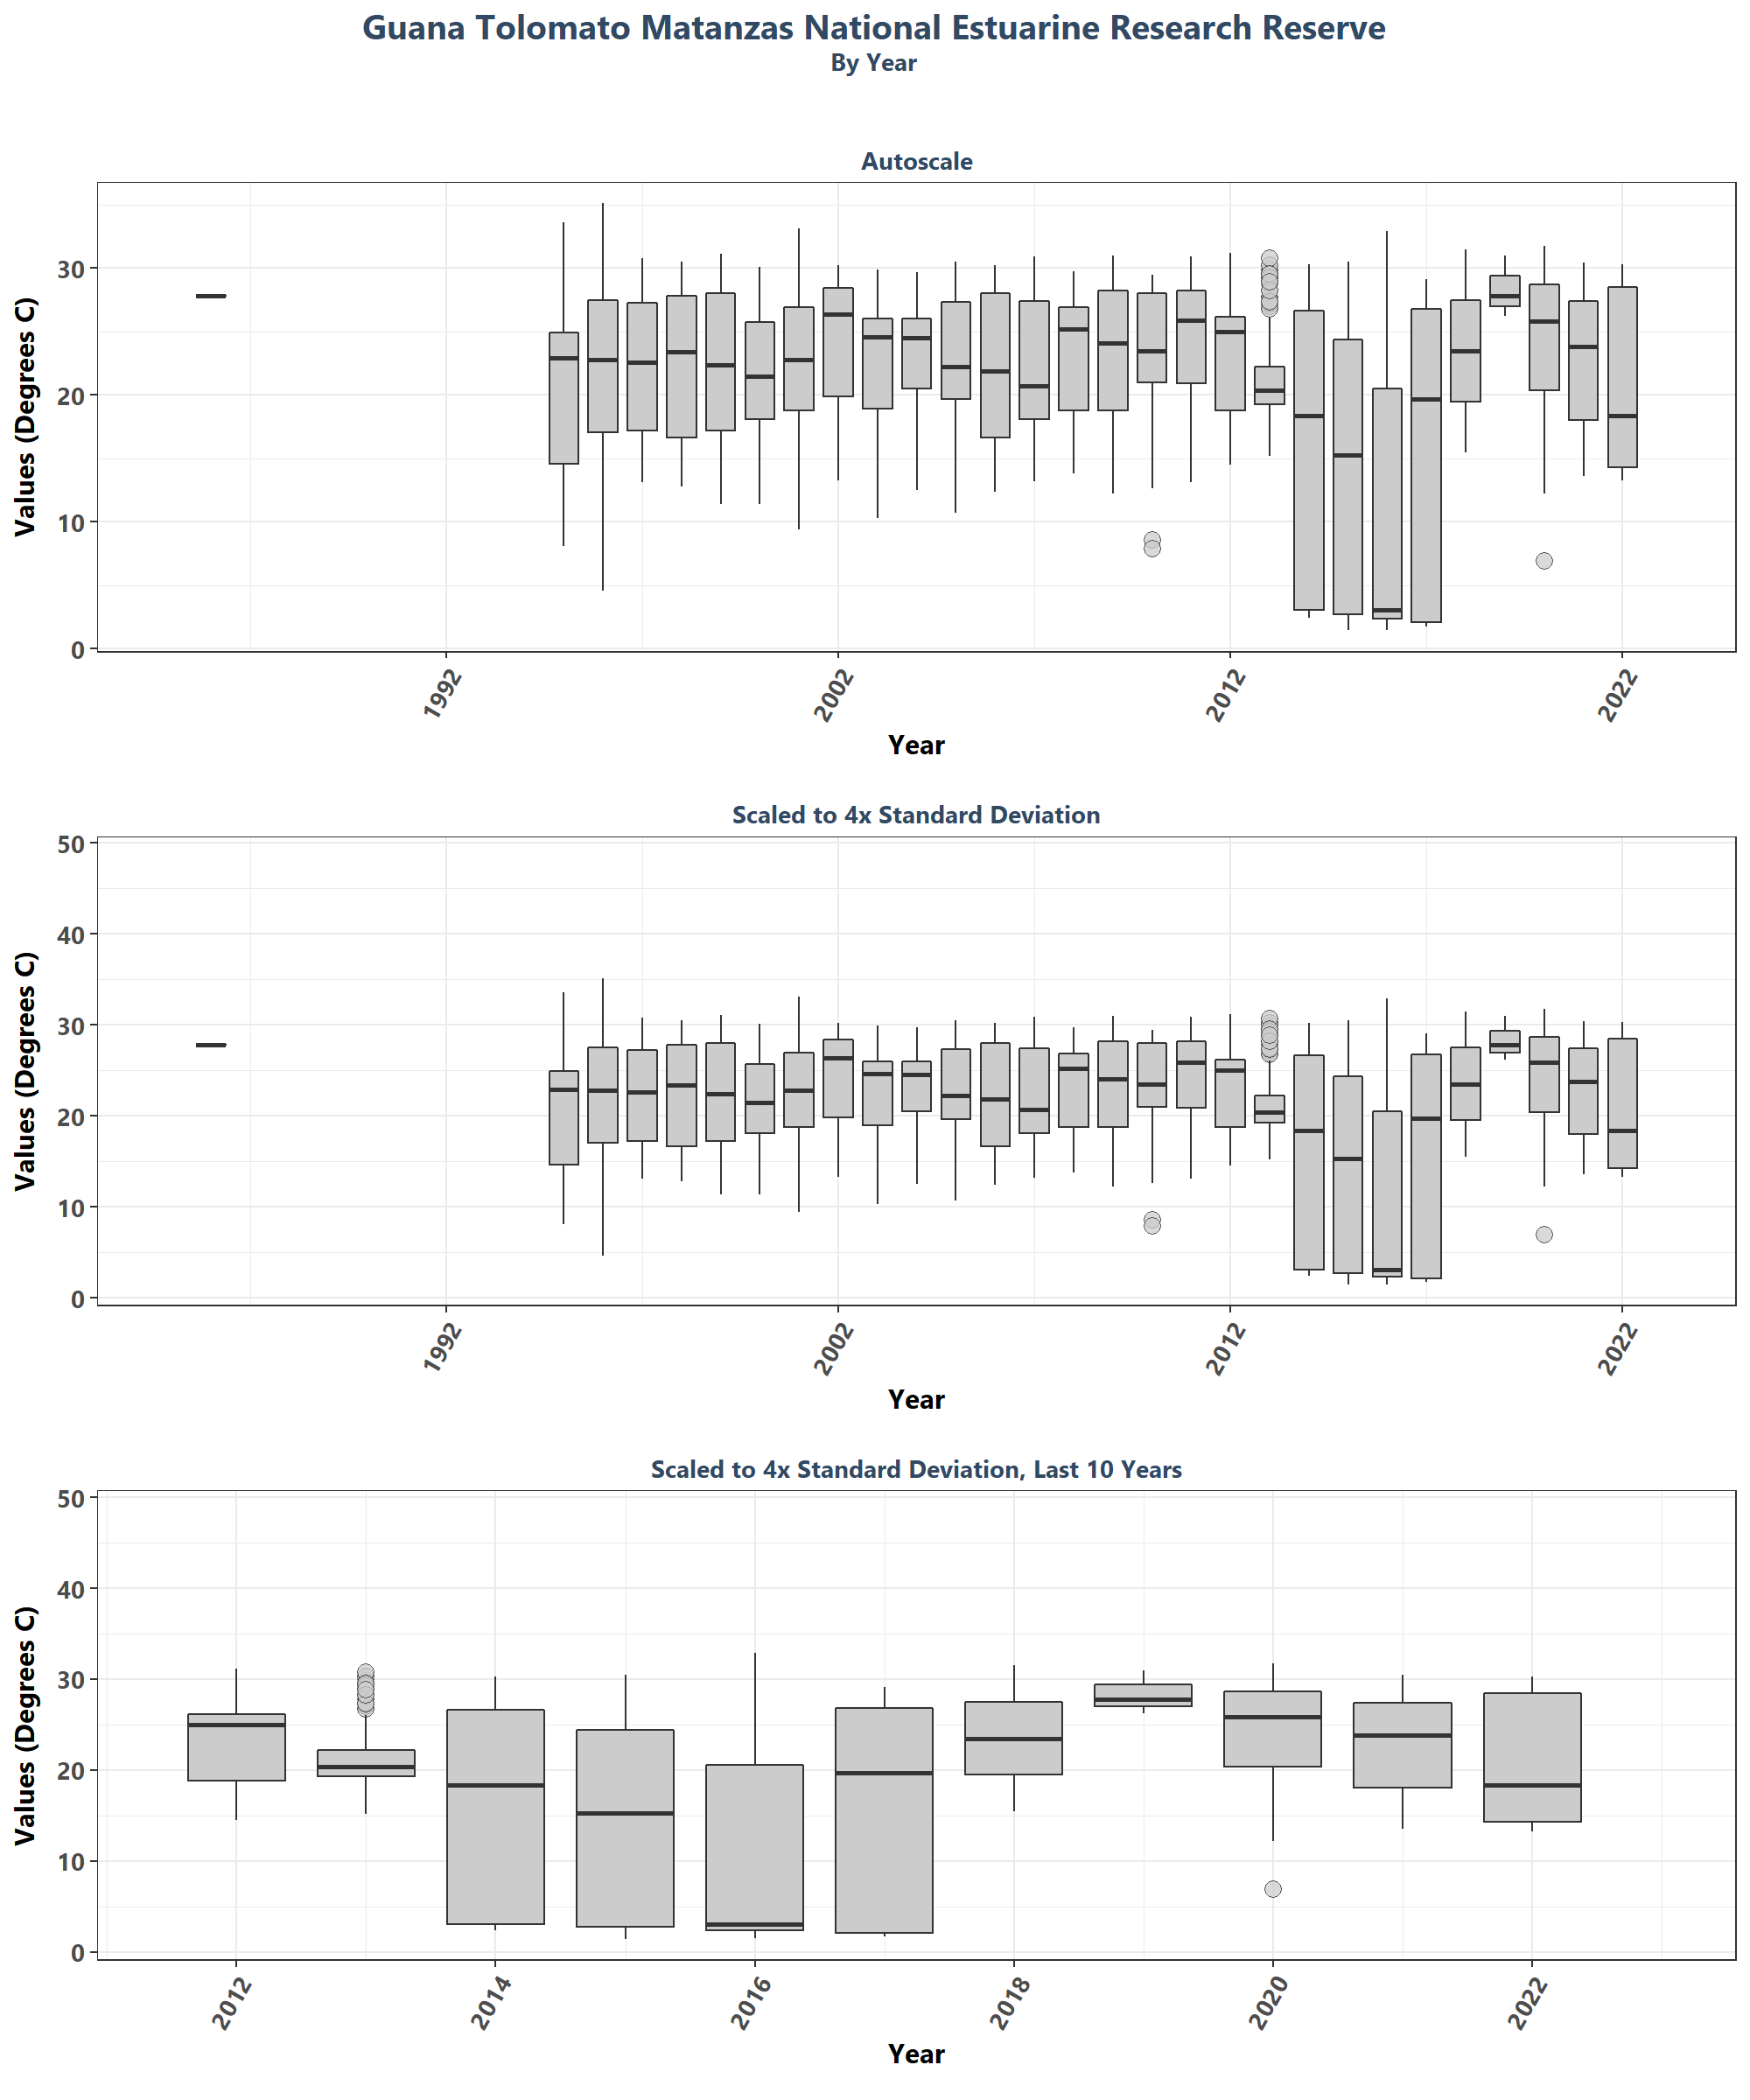 Guana Tolomato Matanzas National Estuarine Research Reserve
By Year
Autoscale
Values (Degrees C)
30
20
10
0
1992
2002
2012
2022
Year
Scaled to 4x Standard Deviation
Values (Degrees C)
50
40
30
20
10
0
1992
2002
2012
2022
Year
Scaled to 4x Standard Deviation, Last 10 Years
Values (Degrees C)
50
40
30
20
10
0
2012
2014
2016
2018
2020
2022
Year